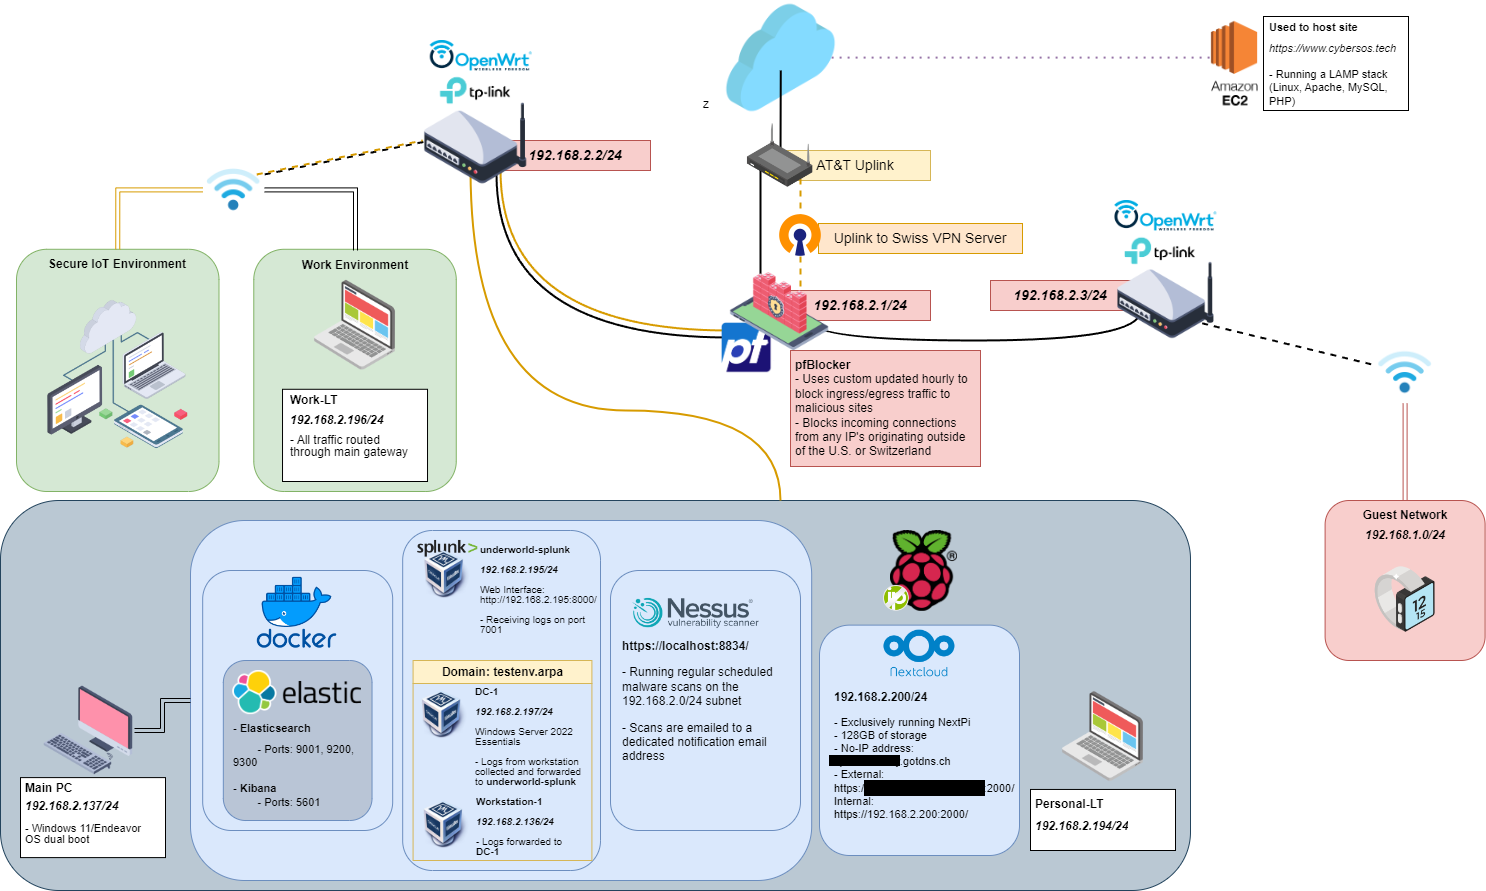 OpenWrt
WIRELESS FREEDOM
tp-link
192.168.2.2/24
z
Amazon
EC2
Used to host site
https://www.cybersos.tech
- Running a LAMP stack
(Linux, Apache, MySQL,
PHP)
AT&T Uplink
Uplink to Swiss VPN Server
192.168.2.1/24
pf
pfBlocker
- Uses custom updated hourly to
block ingress/egress traffic to
malicious sites
- Blocks incoming connections
from any IP's originating outside
of the U.S. or Switzerland
OpenWrt
WIRELESS FREEDOM
tp-link
192.168.2.3/24
Secure IoT Environment
Work Environment
Work-LT
192.168.2.196/24
- All traffic routed
through main gateway
Guest Network
192.168.1.0/24
12
15
Main PC
192.168.2.137/24
- Windows 11/Endeavor
OS dual boot
docker
elastic
- Elasticsearch
- Ports: 9001, 9200,
9300
- Kibana
- Ports: 5601
splunk>
underworld-splunk
192.168.2.195/24
Web Interface:
http://192.168.2.195:8000/
- Receiving logs on port
7001
Domain: testenv.arpa
DC-1
192.168.2.197/24
Windows Server 2022
Essentials
- Logs from workstation
collected and forwarded
to underworld-splunk
Workstation-1
192.168.2.136/24
- Logs forwarded to
DC-1
Nessus®
vulnerability scanner
https://localhost:8834/
- Running regular scheduled
malware scans on the
192.168.2.0/24 subnet
- Scans are emailed to a
dedicated notification email
address
®
Nextcloud
192.168.2.200/24
- Exclusively running NextPi
- 128GB of storage
- No-IP address:
.gotdns.ch
- External:
https:/ :2000/
Internal:
https://192.168.2.200:2000/
Personal-LT
192.168.2.194/24